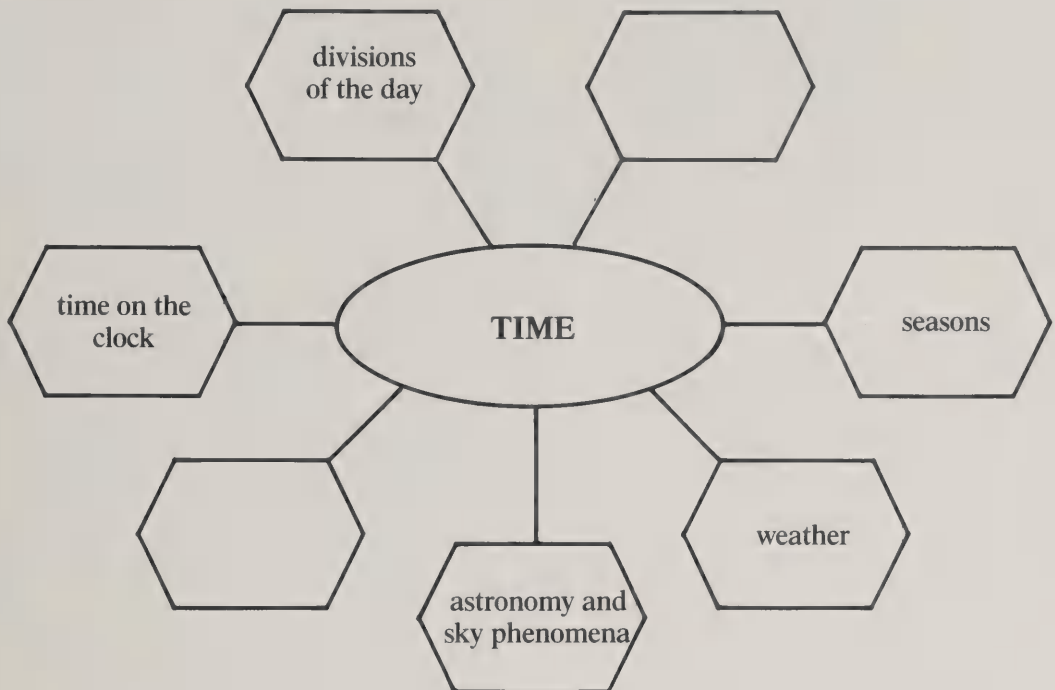 divisions
of the day
time on the
clock
TIME
seasons
weather
astronomy and
sky phenomena